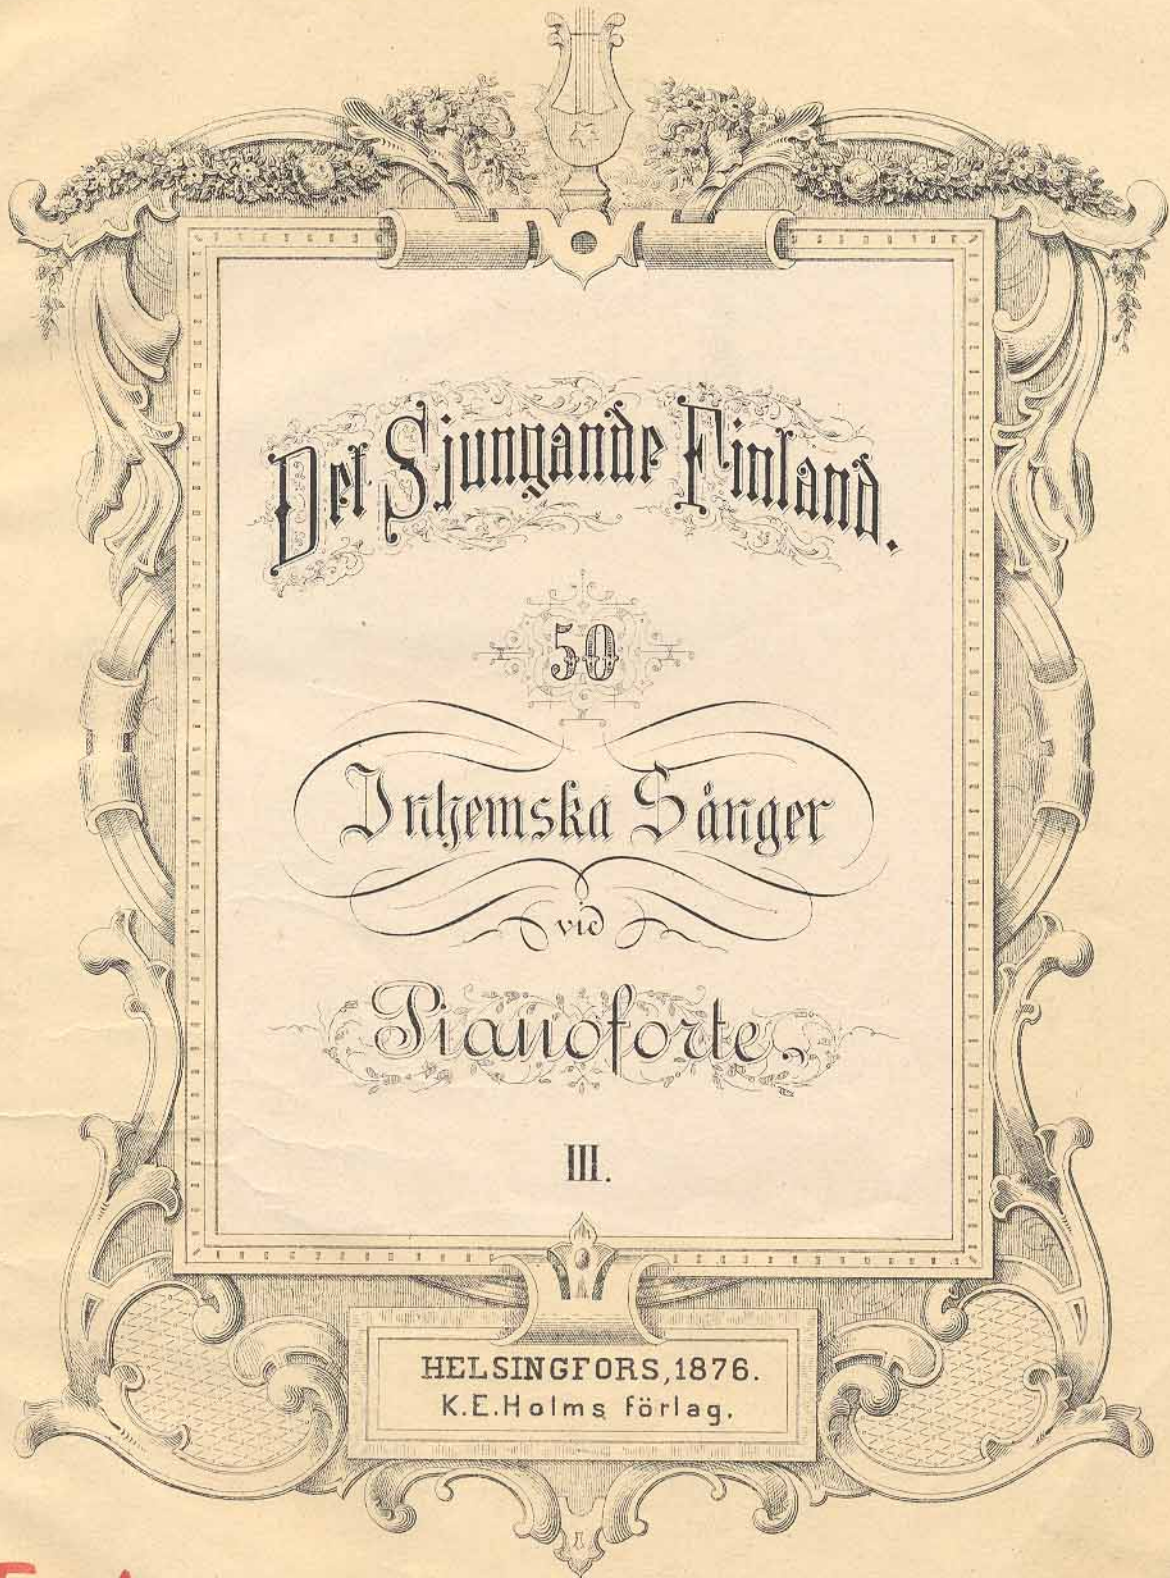 Det Sjungande Finland.
50
Inhemska Sånger
vid
Pianoforte.
III.
HELSINGFORS, 1876.
K.E.Holms förlag.